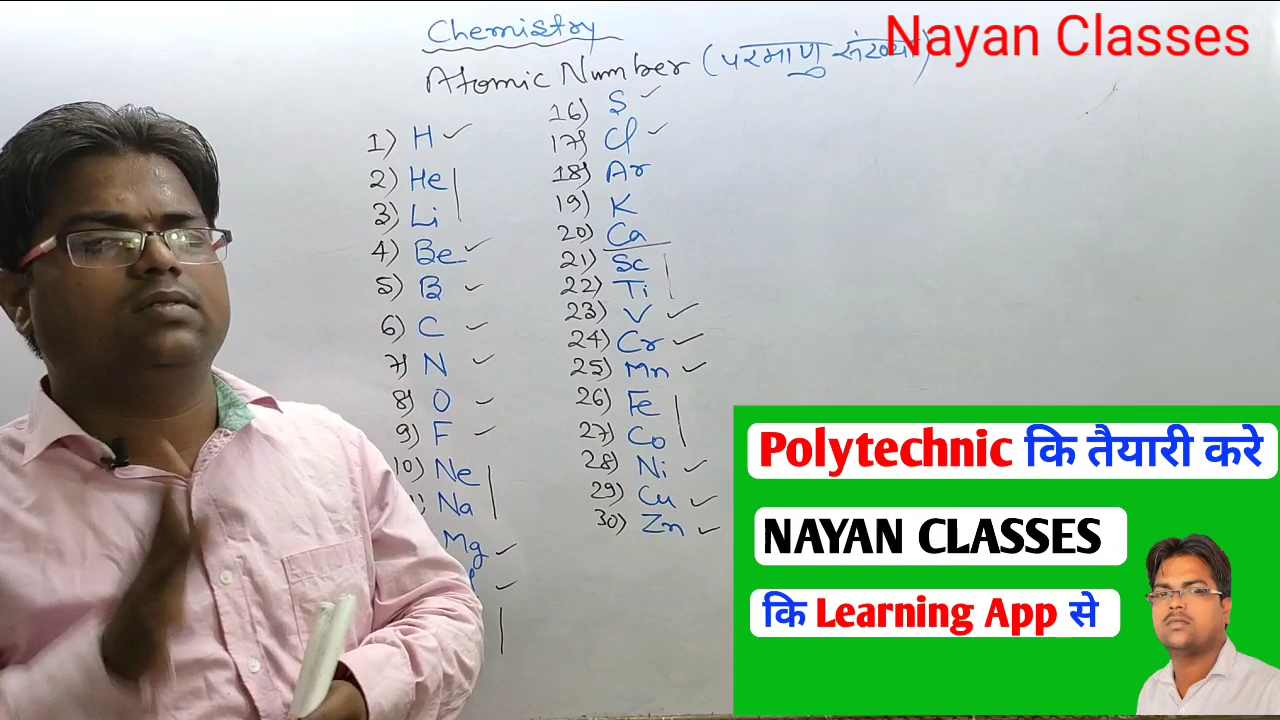 Nayan Classes
Chemistry
Atomic Number (परमाणु संख्या)
1) H
2) He
3) Li
4) Be
5) B
6) C
7) N
8) O
9) F
10) Ne
Na
Mg
16) S
17) Cl
18) Ar
19) K
20) Ca
21) Sc
22) Ti
23) V
24) Cr
25) Mn
26) Fe
27) Co
28) Ni
29) Cu
30) Zn
Polytechnic कि तैयारी करे
NAYAN CLASSES
कि Learning App से